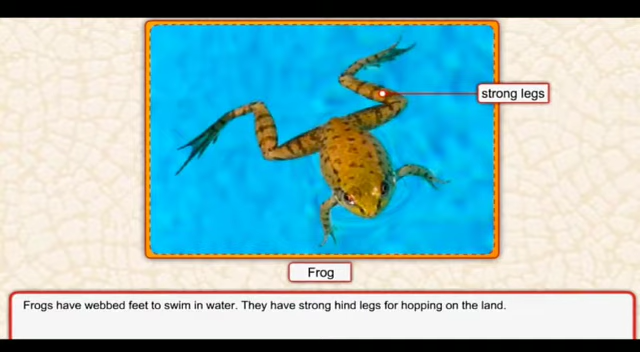 strong legs
Frog
Frogs have webbed feet to swim in water. They have strong hind legs for hopping on the land.